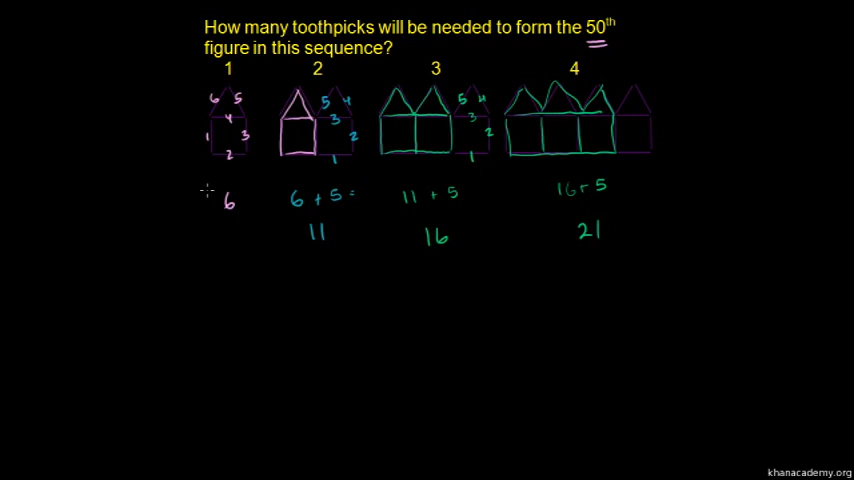 How many toothpicks will be needed to form the 50th
figure in this sequence?
1 2 3 4
6 5 5 4 5 4
4 3 3
1 3 2 2
2 1 1
6 6 + 5 = 11 + 5 16 + 5
11 16 21
khanacademy.org